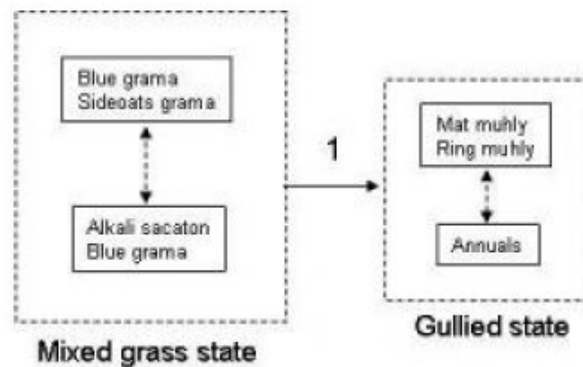 Blue grama
Sideoats grama
Alkali sacaton
Blue grama
Mixed grass state
1
Mat muhly
Ring muhly
Annuals
Gullied state